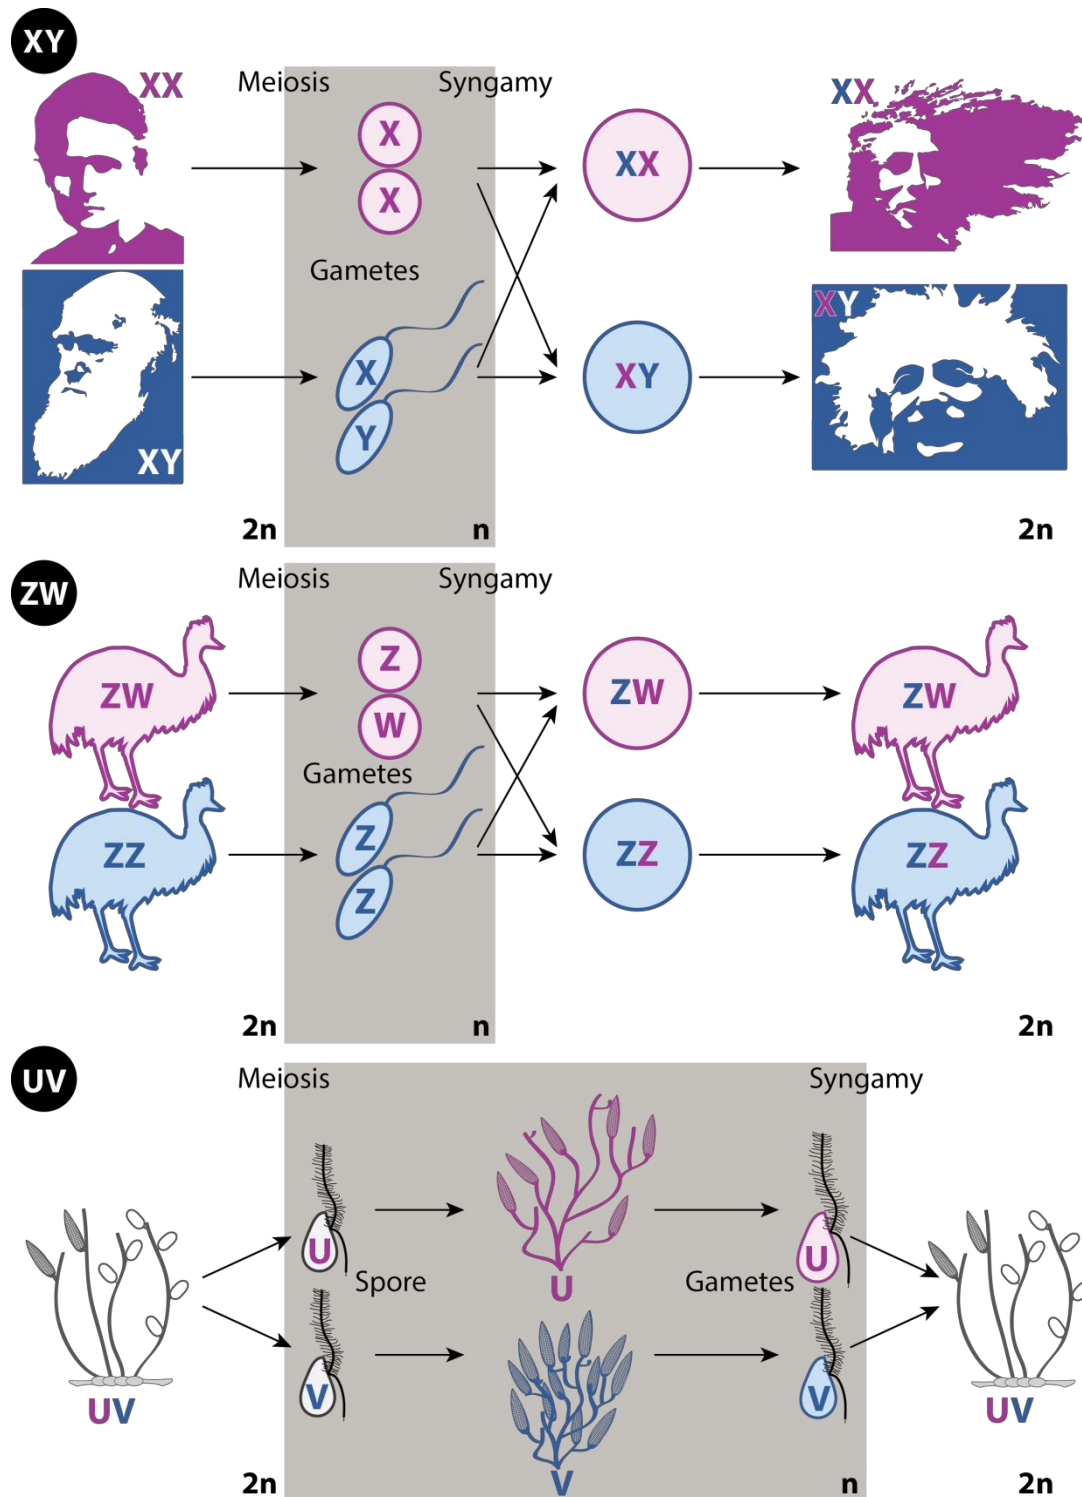 XY
XX
Meiosis
Syngamy
X
X
XX
XX
Gametes
X
Y
XY
XY
XY
2n
n
2n
ZW
Meiosis
Syngamy
ZW
Z
W
ZW
ZW
Gametes
ZZ
Z
Z
ZZ
ZZ
2n
n
2n
UV
Meiosis
Syngamy
U
Spore
U
Gametes
U
V
V
V
UV
UV
2n
n
2n